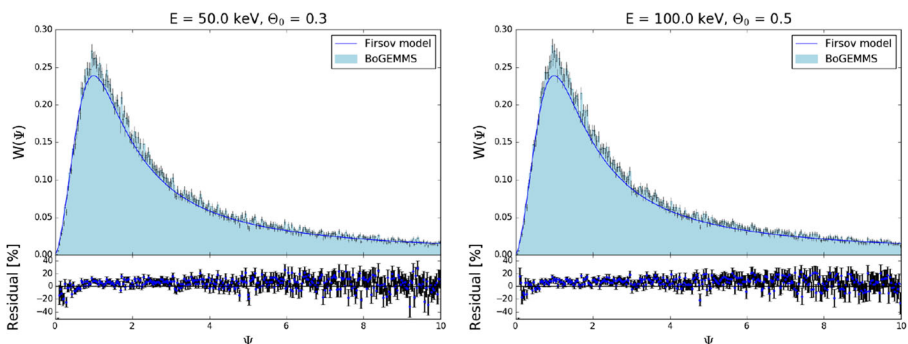 E = 50.0 keV, Θ₀ = 0.3
Firsov model
BoGEMMS
W(Ψ)
0.30
0.25
0.20
0.15
0.10
0.05
0.00
Residual [%]
40
20
0
−20
−40
0 2 4 6 8 10
Ψ
E = 100.0 keV, Θ₀ = 0.5
Firsov model
BoGEMMS
W(Ψ)
0.30
0.25
0.20
0.15
0.10
0.05
0.00
Residual [%]
40
20
0
−20
−40
0 2 4 6 8 10
Ψ